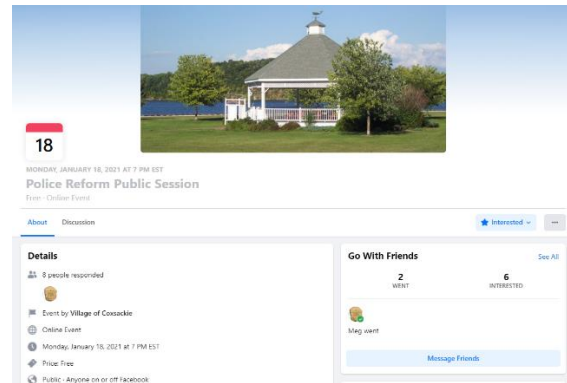 18
MONDAY, JANUARY 18, 2021 AT 7 PM EST
Police Reform Public Session
Free · Online Event
About Discussion
Interested
Details
8 people responded
Event by Village of Coxsackie
Online Event
Monday, January 18, 2021 at 7 PM EST
Price: Free
Public · Anyone on or off Facebook
Go With Friends See All
2 6
WENT INTERESTED
Meg went
Message Friends